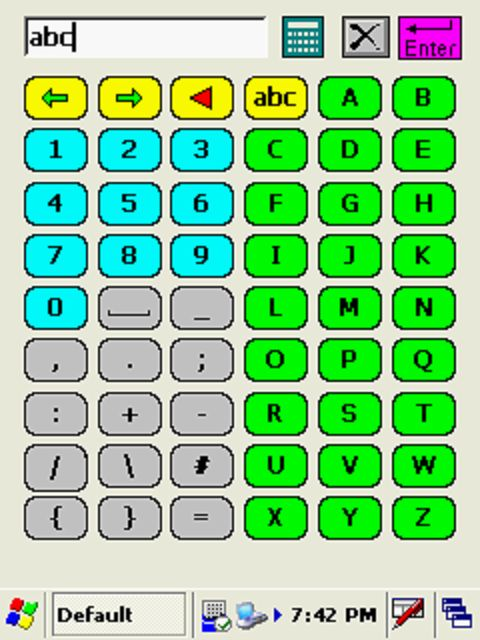 abc Enter
abc A B
1 2 3 C D E
4 5 6 F G H
7 8 9 I J K
0 _ L M N
, . ; O P Q
: + - R S T
/ \ # U V W
{ } = X Y Z
Default 7:42 PM